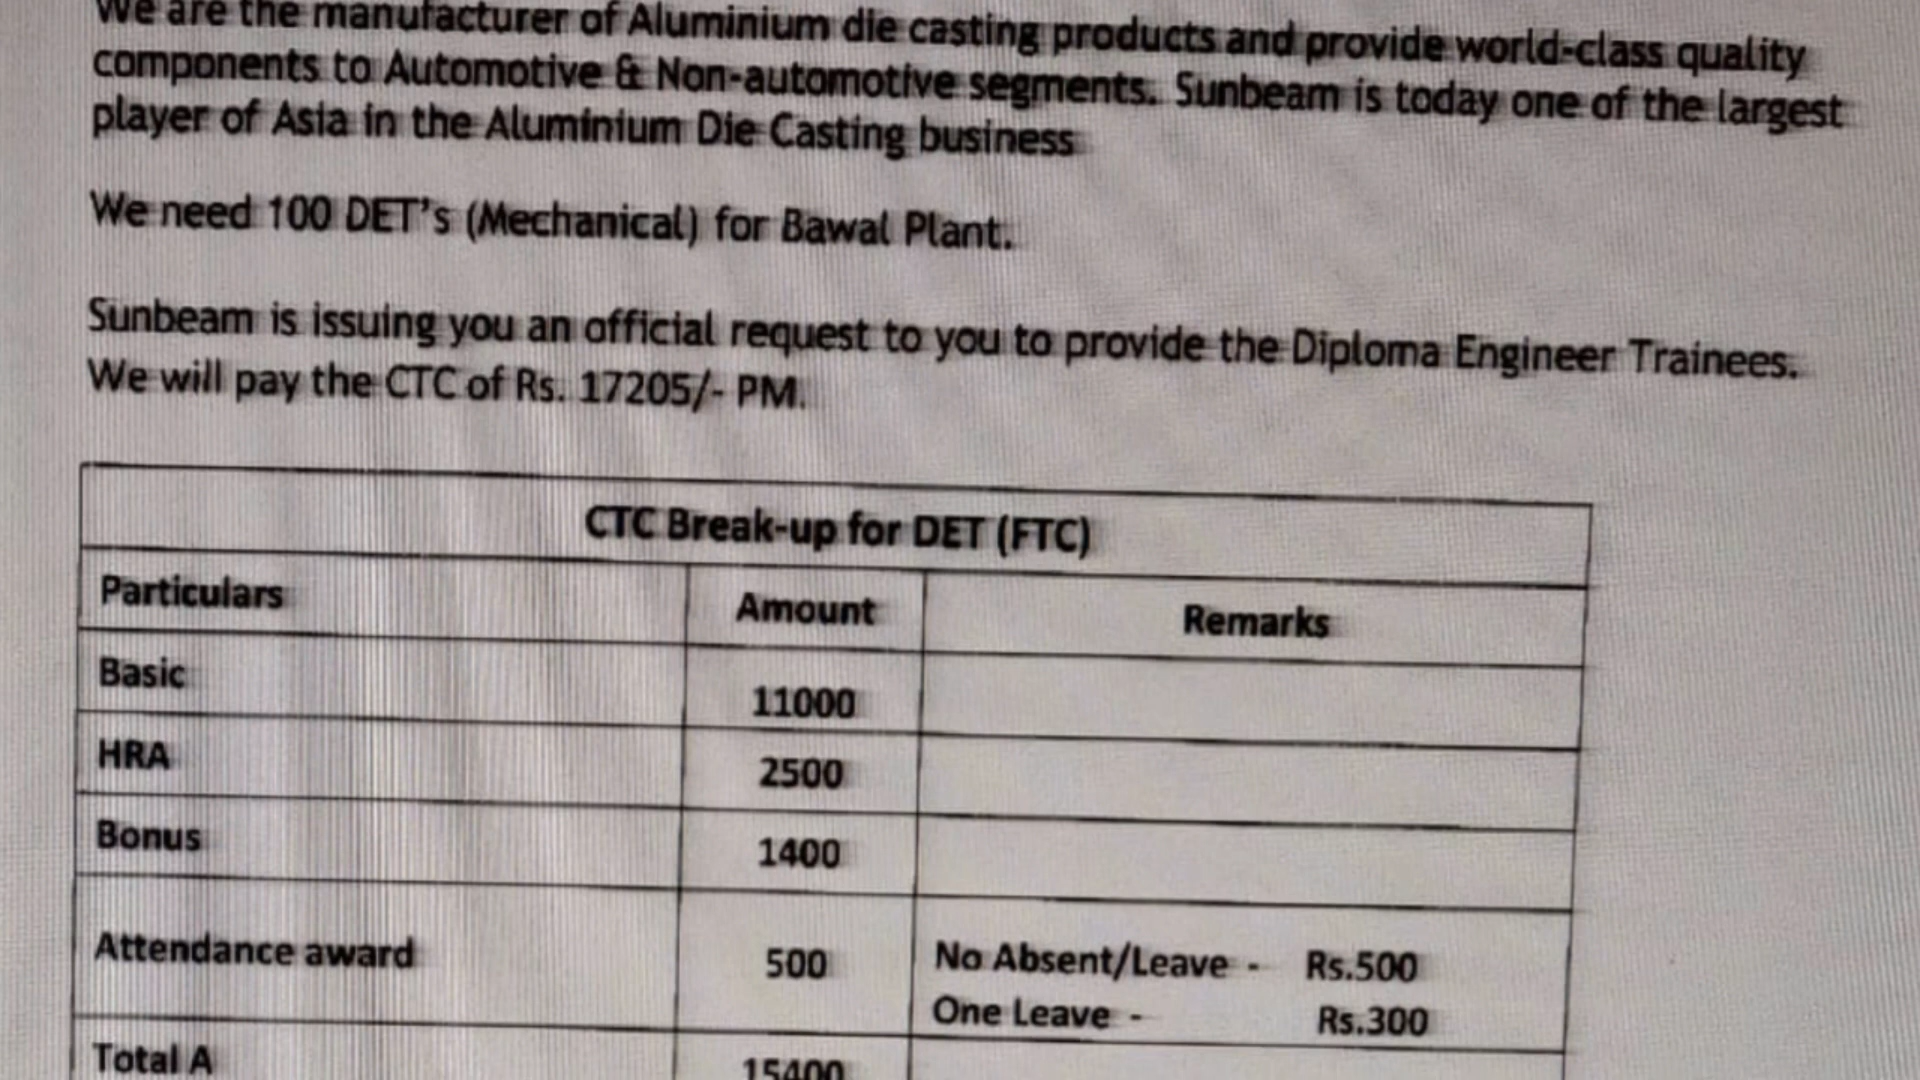 We are the manufacturer of Aluminium die casting products and provide world-class quality
components to Automotive & Non-automotive segments. Sunbeam is today one of the largest
player of Asia in the Aluminium Die Casting business
We need 100 DET's (Mechanical) for Bawal Plant.
Sunbeam is issuing you an official request to you to provide the Diploma Engineer Trainees.
We will pay the CTC of Rs. 17205/- PM.
CTC Break-up for DET (FTC)
Particulars Amount Remarks
Basic 11000
HRA 2500
Bonus 1400
Attendance award 500 No Absent/Leave - Rs.500
One Leave - Rs.300
Total A 15400